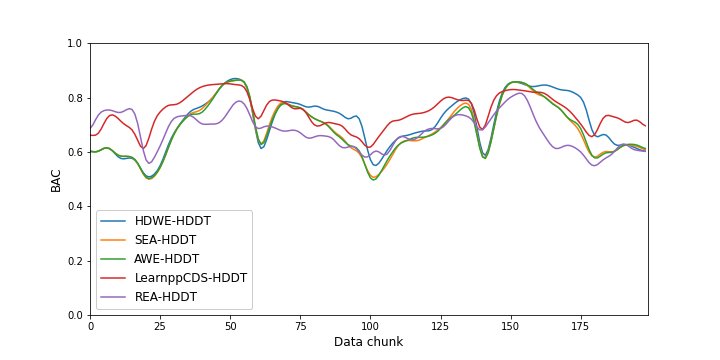 1.0
0.8
0.6
0.4
0.2
0.0
BAC
HDWE-HDDT
SEA-HDDT
AWE-HDDT
LearnppCDS-HDDT
REA-HDDT
0 25 50 75 100 125 150 175
Data chunk